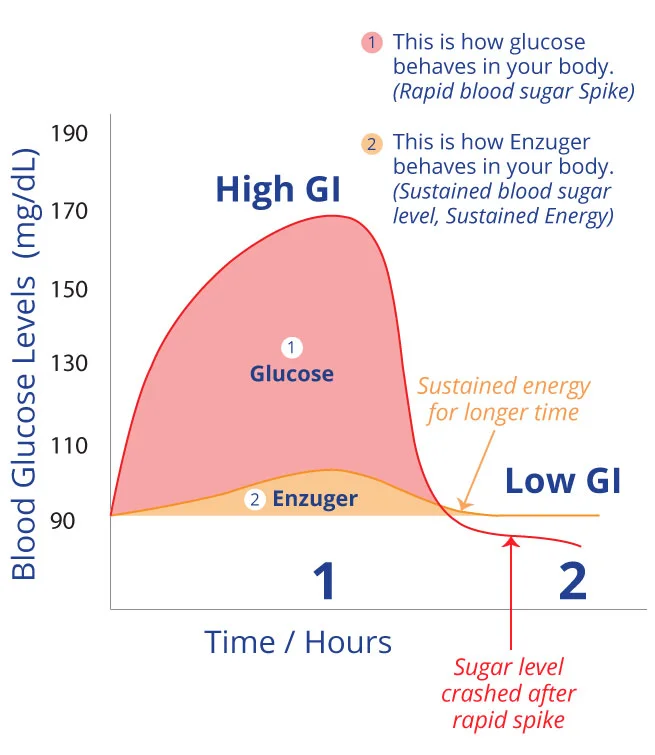 1 This is how glucose
behaves in your body.
(Rapid blood sugar Spike)
2 This is how Enzuger
behaves in your body.
(Sustained blood sugar
level, Sustained Energy)
Blood Glucose Levels (mg/dL)
190
170
150
130
110
90
High GI
1
Glucose
2 Enzuger
Sustained energy
for longer time
Low GI
1
2
Time / Hours
Sugar level
crashed after
rapid spike